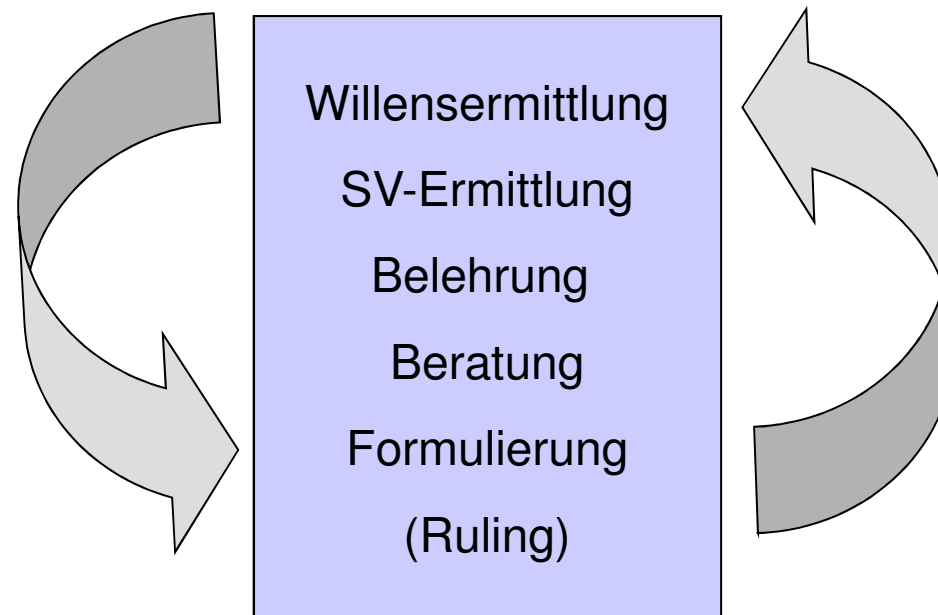 Willensermittlung
SV-Ermittlung
Belehrung
Beratung
Formulierung
(Ruling)